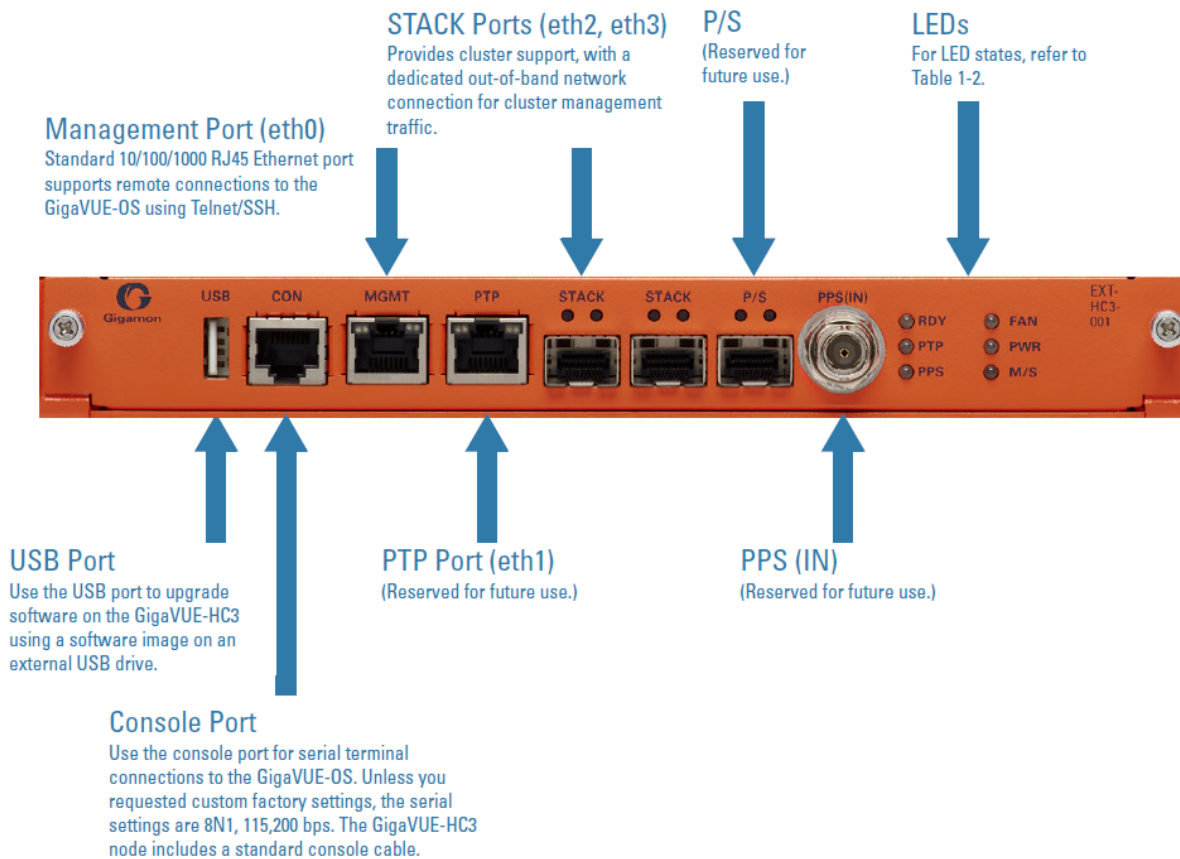 STACK Ports (eth2, eth3)
Provides cluster support, with a
dedicated out-of-band network
connection for cluster management
traffic.
P/S
(Reserved for
future use.)
LEDs
For LED states, refer to
Table 1-2.
Management Port (eth0)
Standard 10/100/1000 RJ45 Ethernet port
supports remote connections to the
GigaVUE-OS using Telnet/SSH.
Gigamon
USB
CON
MGMT
PTP
STACK
STACK
P/S
PPS(IN)
RDY
FAN
PTP
PWR
PPS
M/S
EXT-
HC3-
001
USB Port
Use the USB port to upgrade
software on the GigaVUE-HC3
using a software image on an
external USB drive.
PTP Port (eth1)
(Reserved for future use.)
PPS (IN)
(Reserved for future use.)
Console Port
Use the console port for serial terminal
connections to the GigaVUE-OS. Unless you
requested custom factory settings, the serial
settings are 8N1, 115,200 bps. The GigaVUE-HC3
node includes a standard console cable.